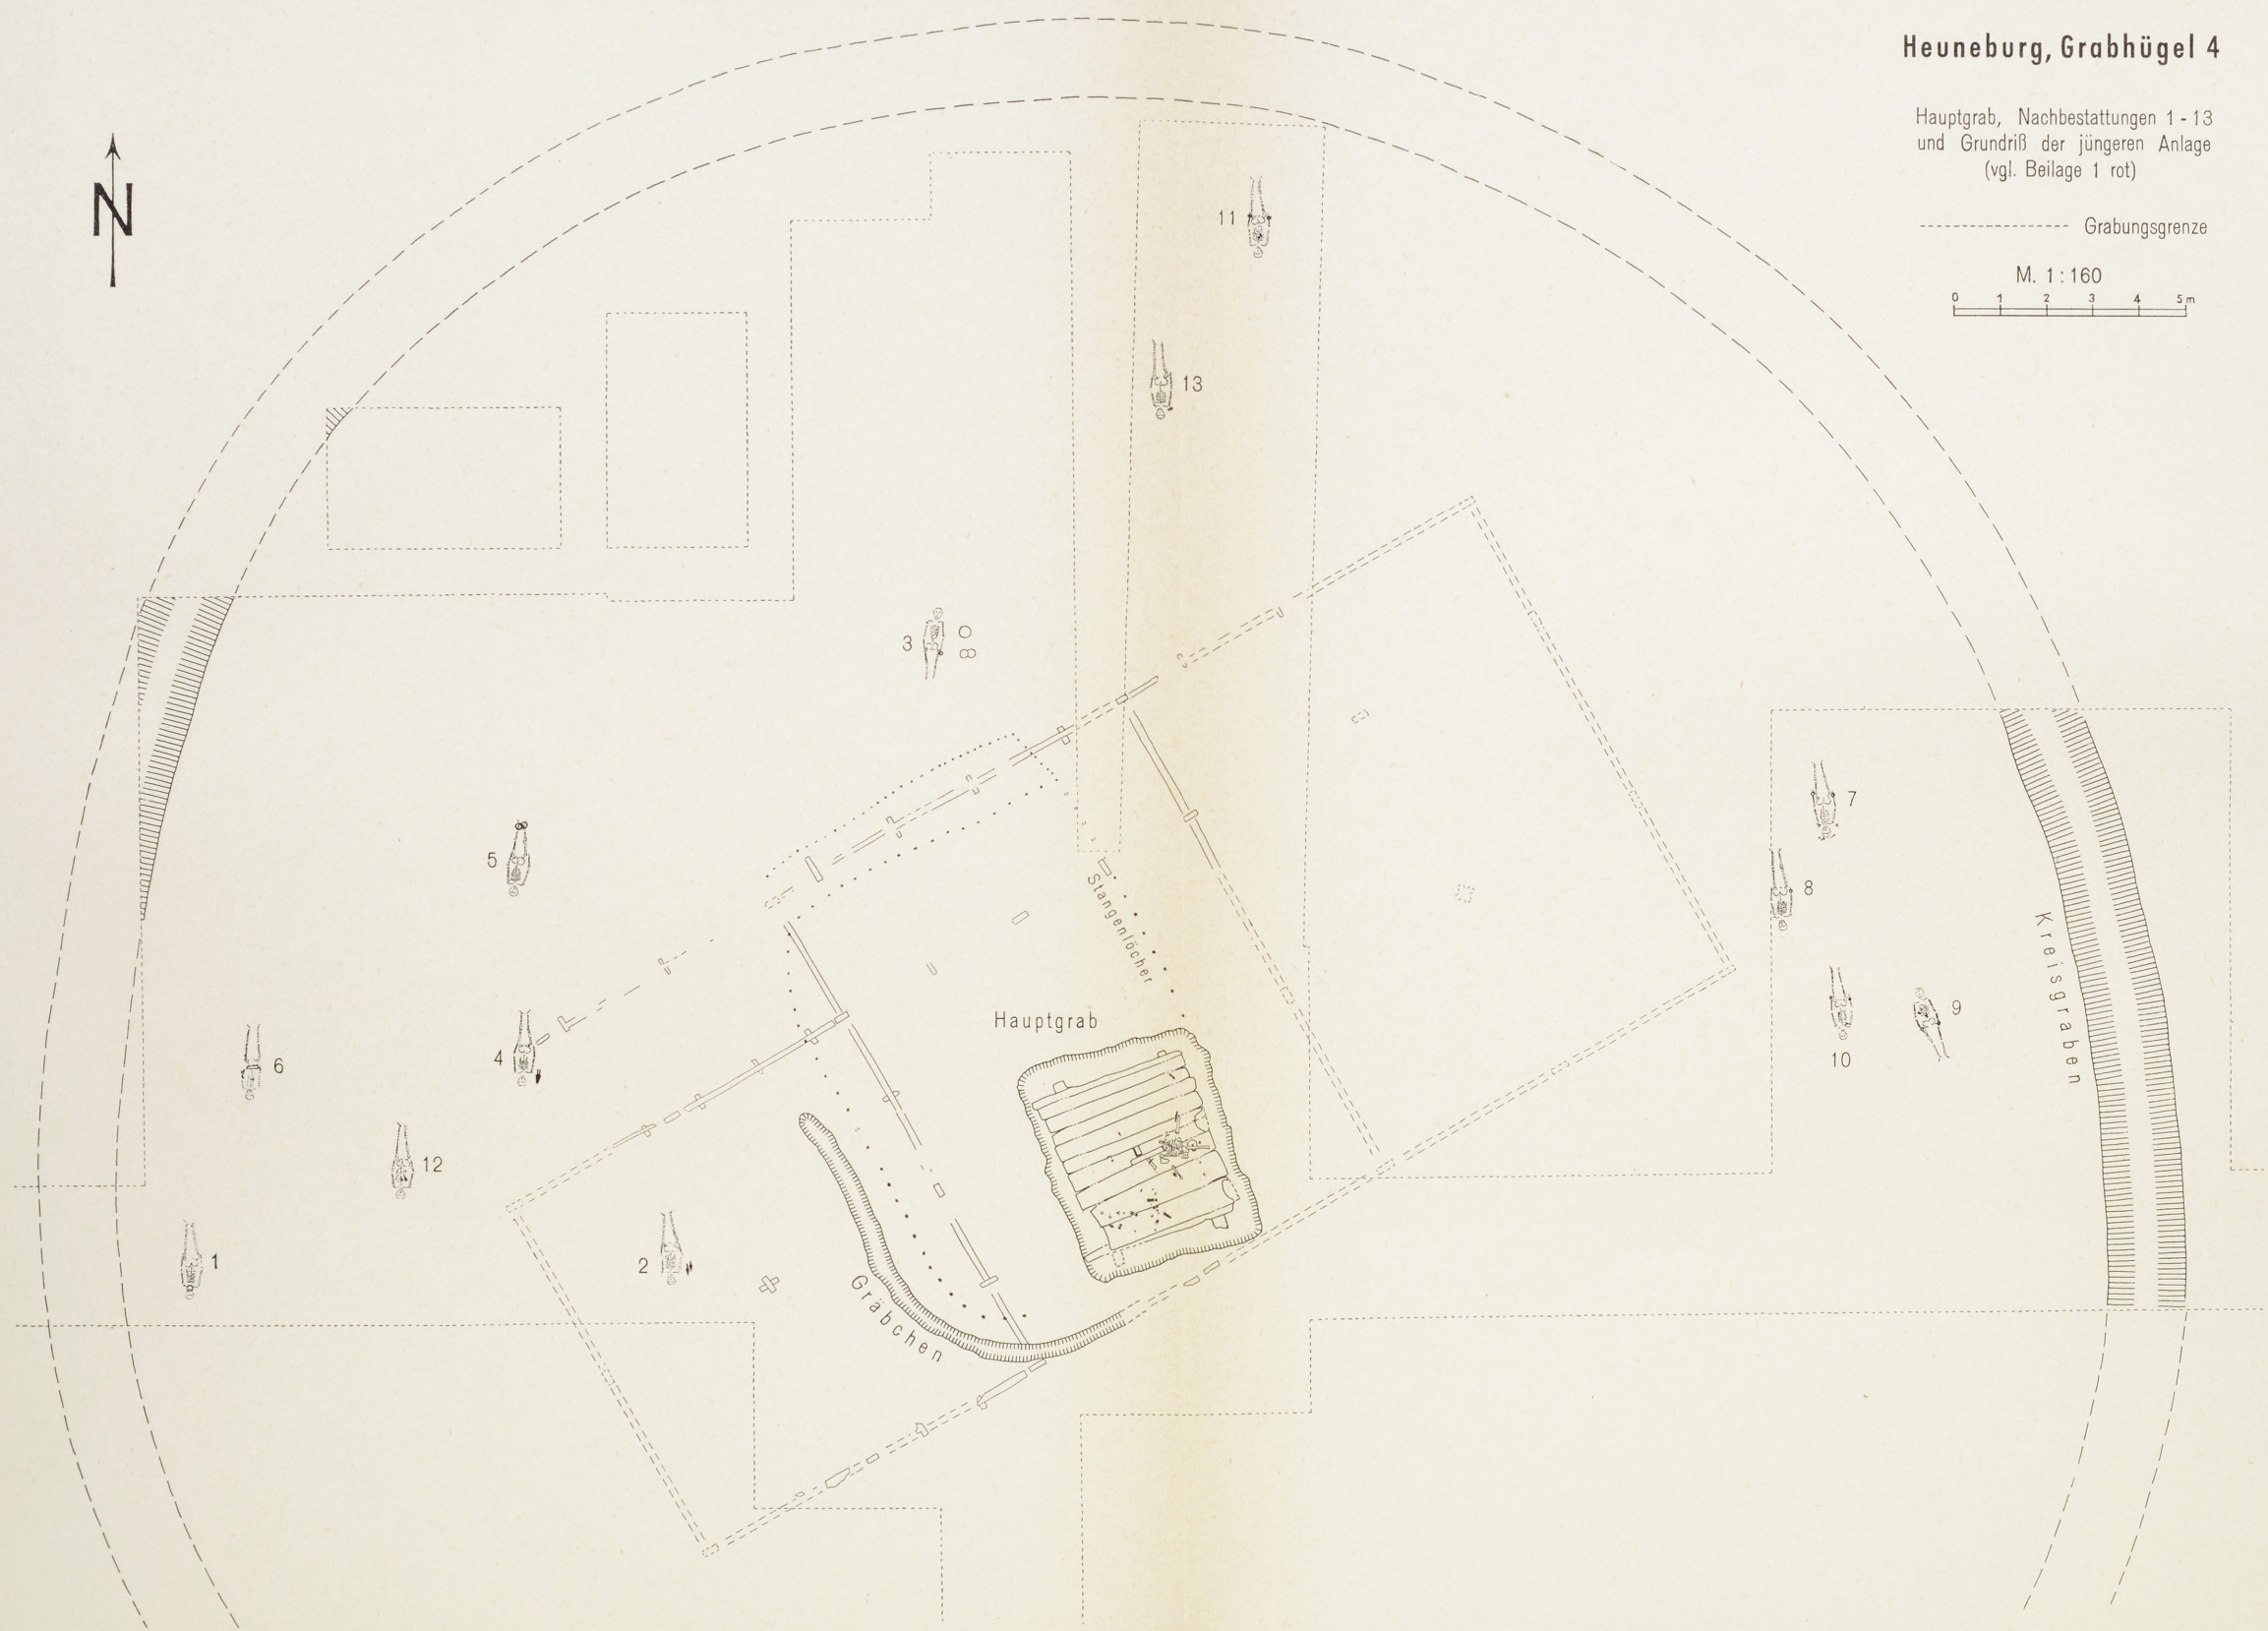 Heuneburg, Grabhügel 4
Hauptgrab, Nachbestattungen 1 - 13
und Grundriß der jüngeren Anlage
(vgl. Beilage 1 rot)
Grabungsgrenze
M. 1 : 160
0 1 2 3 4 5 m
N
11
13
3
7
5
8
Stangenlöcher
Kreisgraben
9
Hauptgrab
10
4
6
12
1
2
Gräbchen